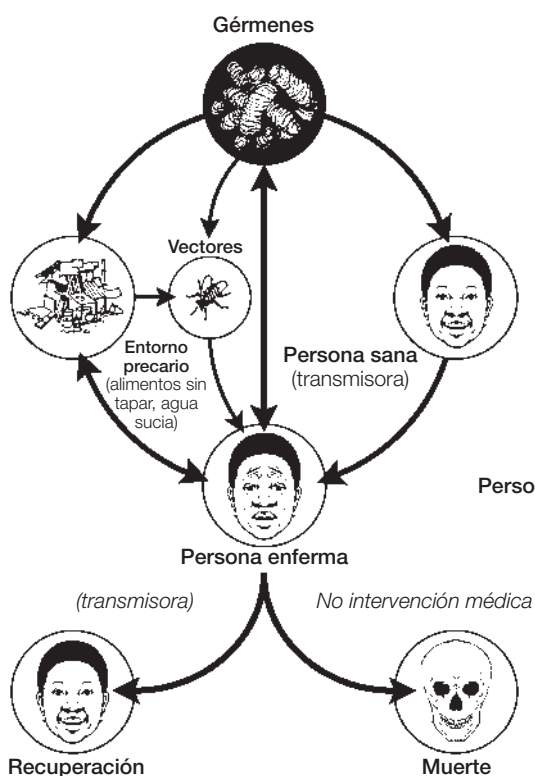 Gérmenes
Vectores
Entorno
precario
(alimentos sin
tapar, agua
sucia)
Persona sana
(transmisora)
Perso
Persona enferma
(transmisora)
No intervención médica
Recuperación
Muerte